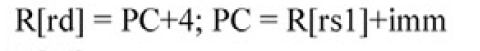 R[rd] = PC+4; PC = R[rs1]+imm